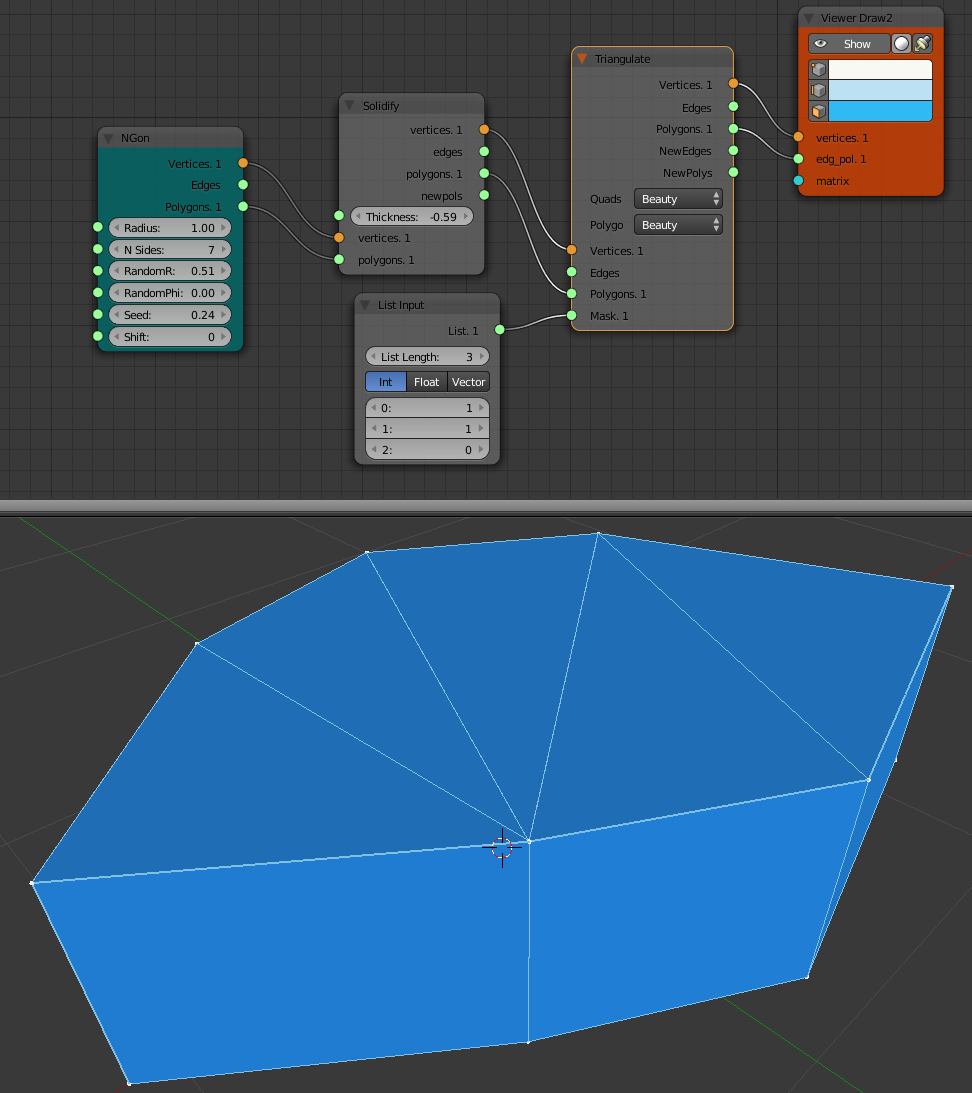 NGon
Vertices. 1
Edges
Polygons. 1
Radius: 1.00
N Sides: 7
RandomR: 0.51
RandomPhi: 0.00
Seed: 0.24
Shift: 0
Solidify
vertices. 1
edges
polygons. 1
newpols
Thickness: -0.59
vertices. 1
polygons. 1
List Input
List. 1
List Length: 3
Int Float Vector
0: 1
1: 1
2: 0
Triangulate
Vertices. 1
Edges
Polygons. 1
NewEdges
NewPolys
Quads Beauty
Polygo Beauty
Vertices. 1
Edges
Polygons. 1
Mask. 1
Viewer Draw2
Show
vertices. 1
edg_pol. 1
matrix